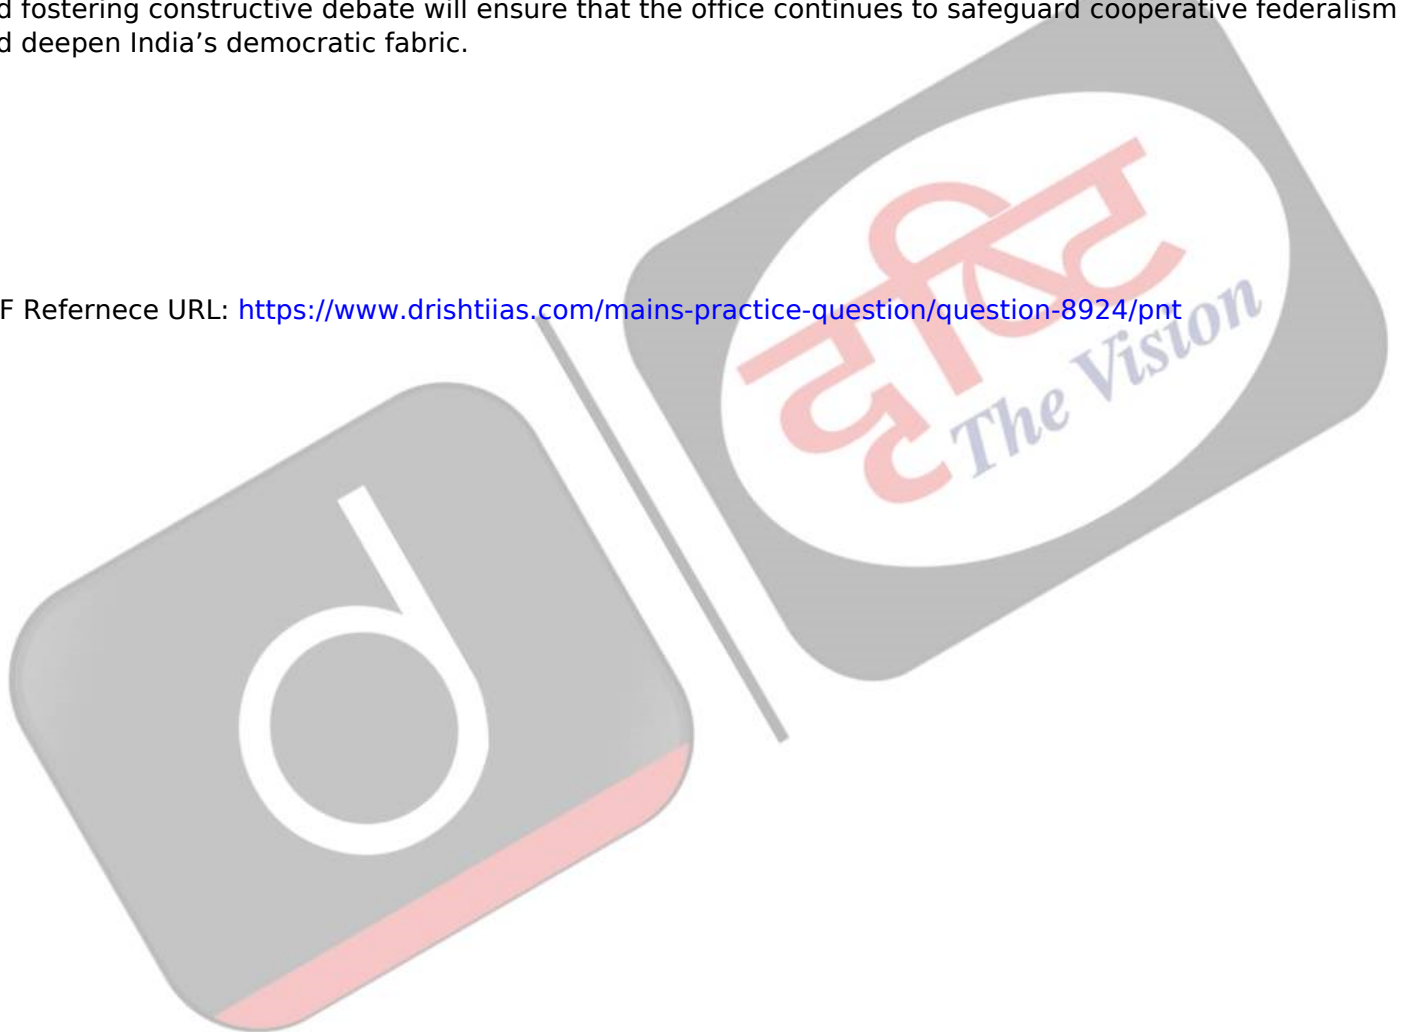 d fostering constructive debate will ensure that the office continues to safeguard cooperative federalism
d deepen India’s democratic fabric.
F Refernece URL: https://www.drishtiias.com/mains-practice-question/question-8924/pnt
दृष्टि
The Vision
d